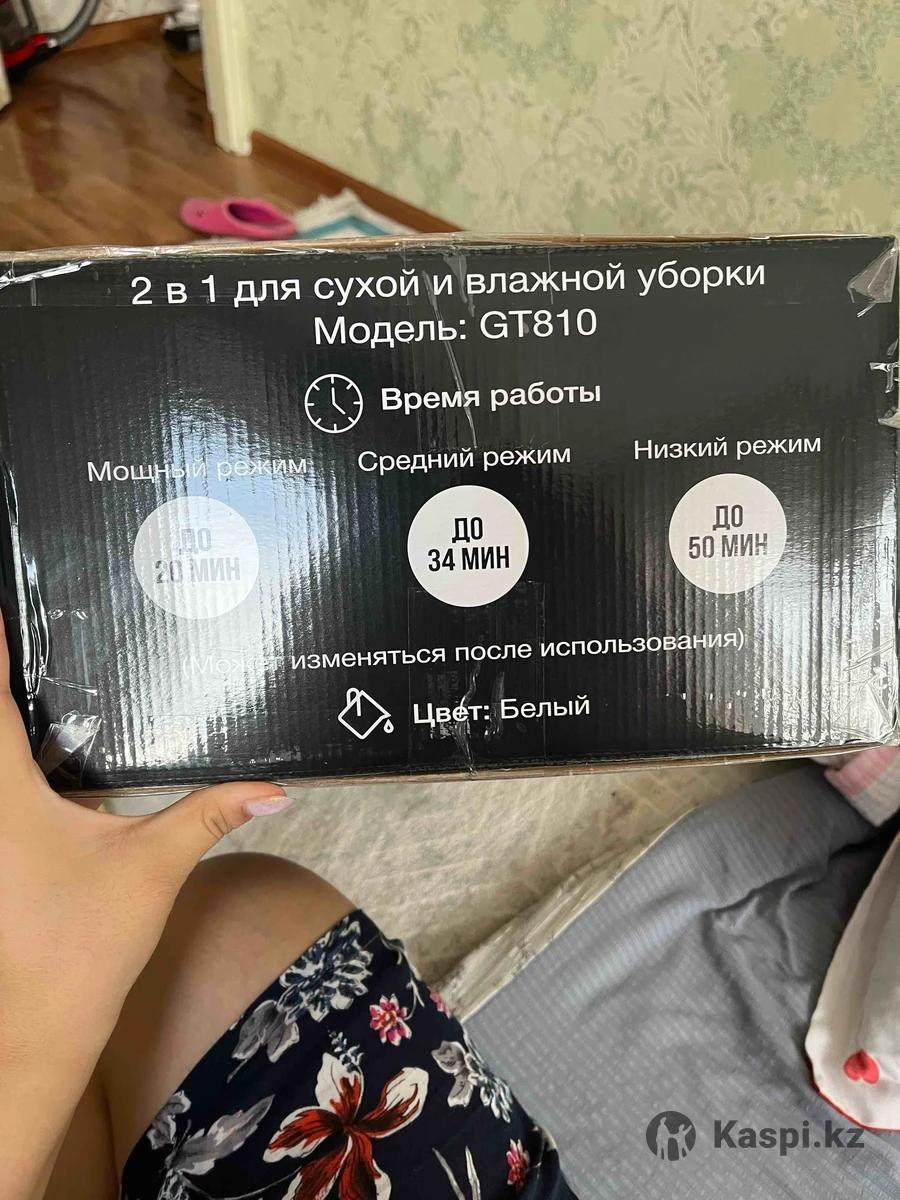 2 в 1 для сухой и влажной уборки
Модель: GT810
Время работы
Мощный режим
Средний режим
Низкий режим
ДО
20 МИН
ДО
34 МИН
ДО
50 МИН
(Может изменяться после использования)
Цвет: Белый
Kaspi.kz